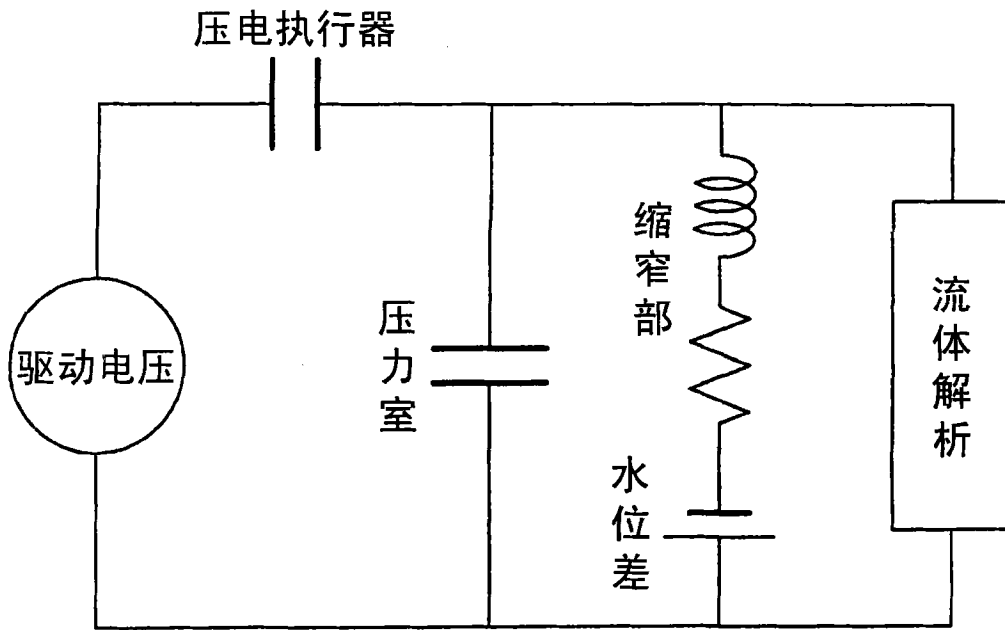 压电执行器
驱动电压
压力室
缩窄部
水位差
流体解析